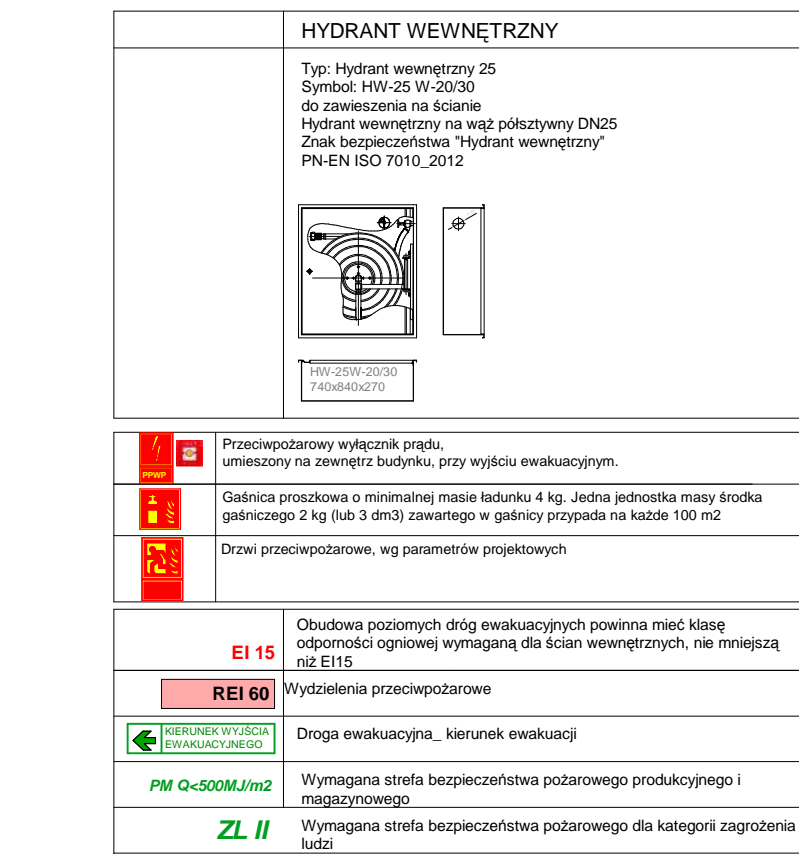 HYDRANT WEWNĘTRZNY
Typ: Hydrant wewnętrzny 25
Symbol: HW-25 W-20/30
do zawieszenia na ścianie
Hydrant wewnętrzny na wąż półsztywny DN25
Znak bezpieczeństwa "Hydrant wewnętrzny"
PN-EN ISO 7010_2012
HW-25W-20/30
740x840x270
PPWP
Przeciwpożarowy wyłącznik prądu,
umieszony na zewnętrz budynku, przy wyjściu ewakuacyjnym.
Gaśnica proszkowa o minimalnej masie ładunku 4 kg. Jedna jednostka masy środka
gaśniczego 2 kg (lub 3 dm3) zawartego w gaśnicy przypada na każde 100 m2
Drzwi przeciwpożarowe, wg parametrów projektowych
EI 15
Obudowa poziomych dróg ewakuacyjnych powinna mieć klasę
odporności ogniowej wymaganą dla ścian wewnętrznych, nie mniejszą
niż EI15
REI 60
Wydzielenia przeciwpożarowe
KIERUNEK WYJŚCIA
EWAKUACYJNEGO
Droga ewakuacyjna_ kierunek ewakuacji
PM Q<500MJ/m2
Wymagana strefa bezpieczeństwa pożarowego produkcyjnego i
magazynowego
ZL II
Wymagana strefa bezpieczeństwa pożarowego dla kategorii zagrożenia
ludzi